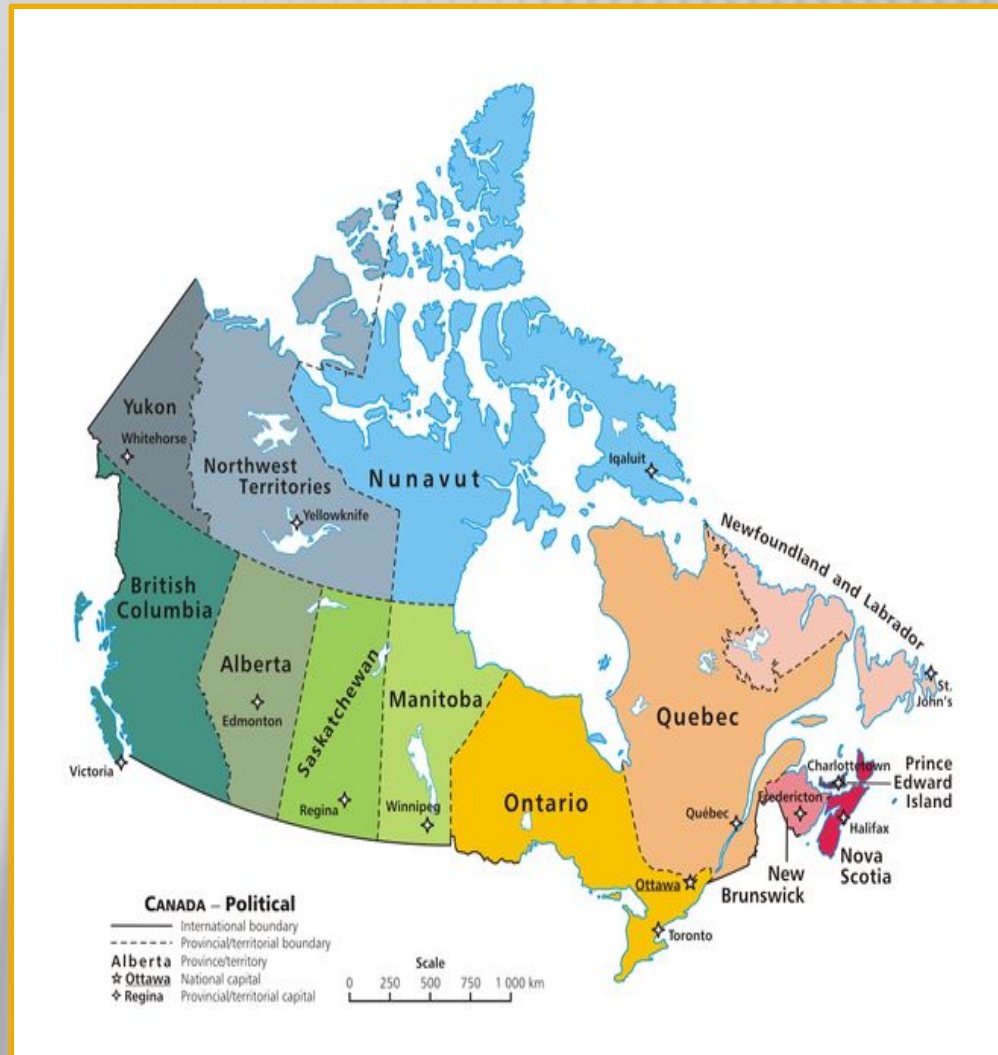 Yukon
Whitehorse
Northwest
Territories
Yellowknife
Nunavut
Iqaluit
Newfoundland and Labrador
British
Columbia
Alberta
Edmonton
Saskatchewan
Manitoba
Quebec
St.
John's
Victoria
Regina
Winnipeg
Ontario
Québec
Charlottetown
Prince
Edward
Island
Fredericton
Halifax
Nova
Scotia
New
Brunswick
Ottawa
Toronto
CANADA – Political
International boundary
Provincial/territorial boundary
Alberta Province/territory
Ottawa National capital
Regina Provincial/territorial capital
Scale
0 250 500 750 1 000 km